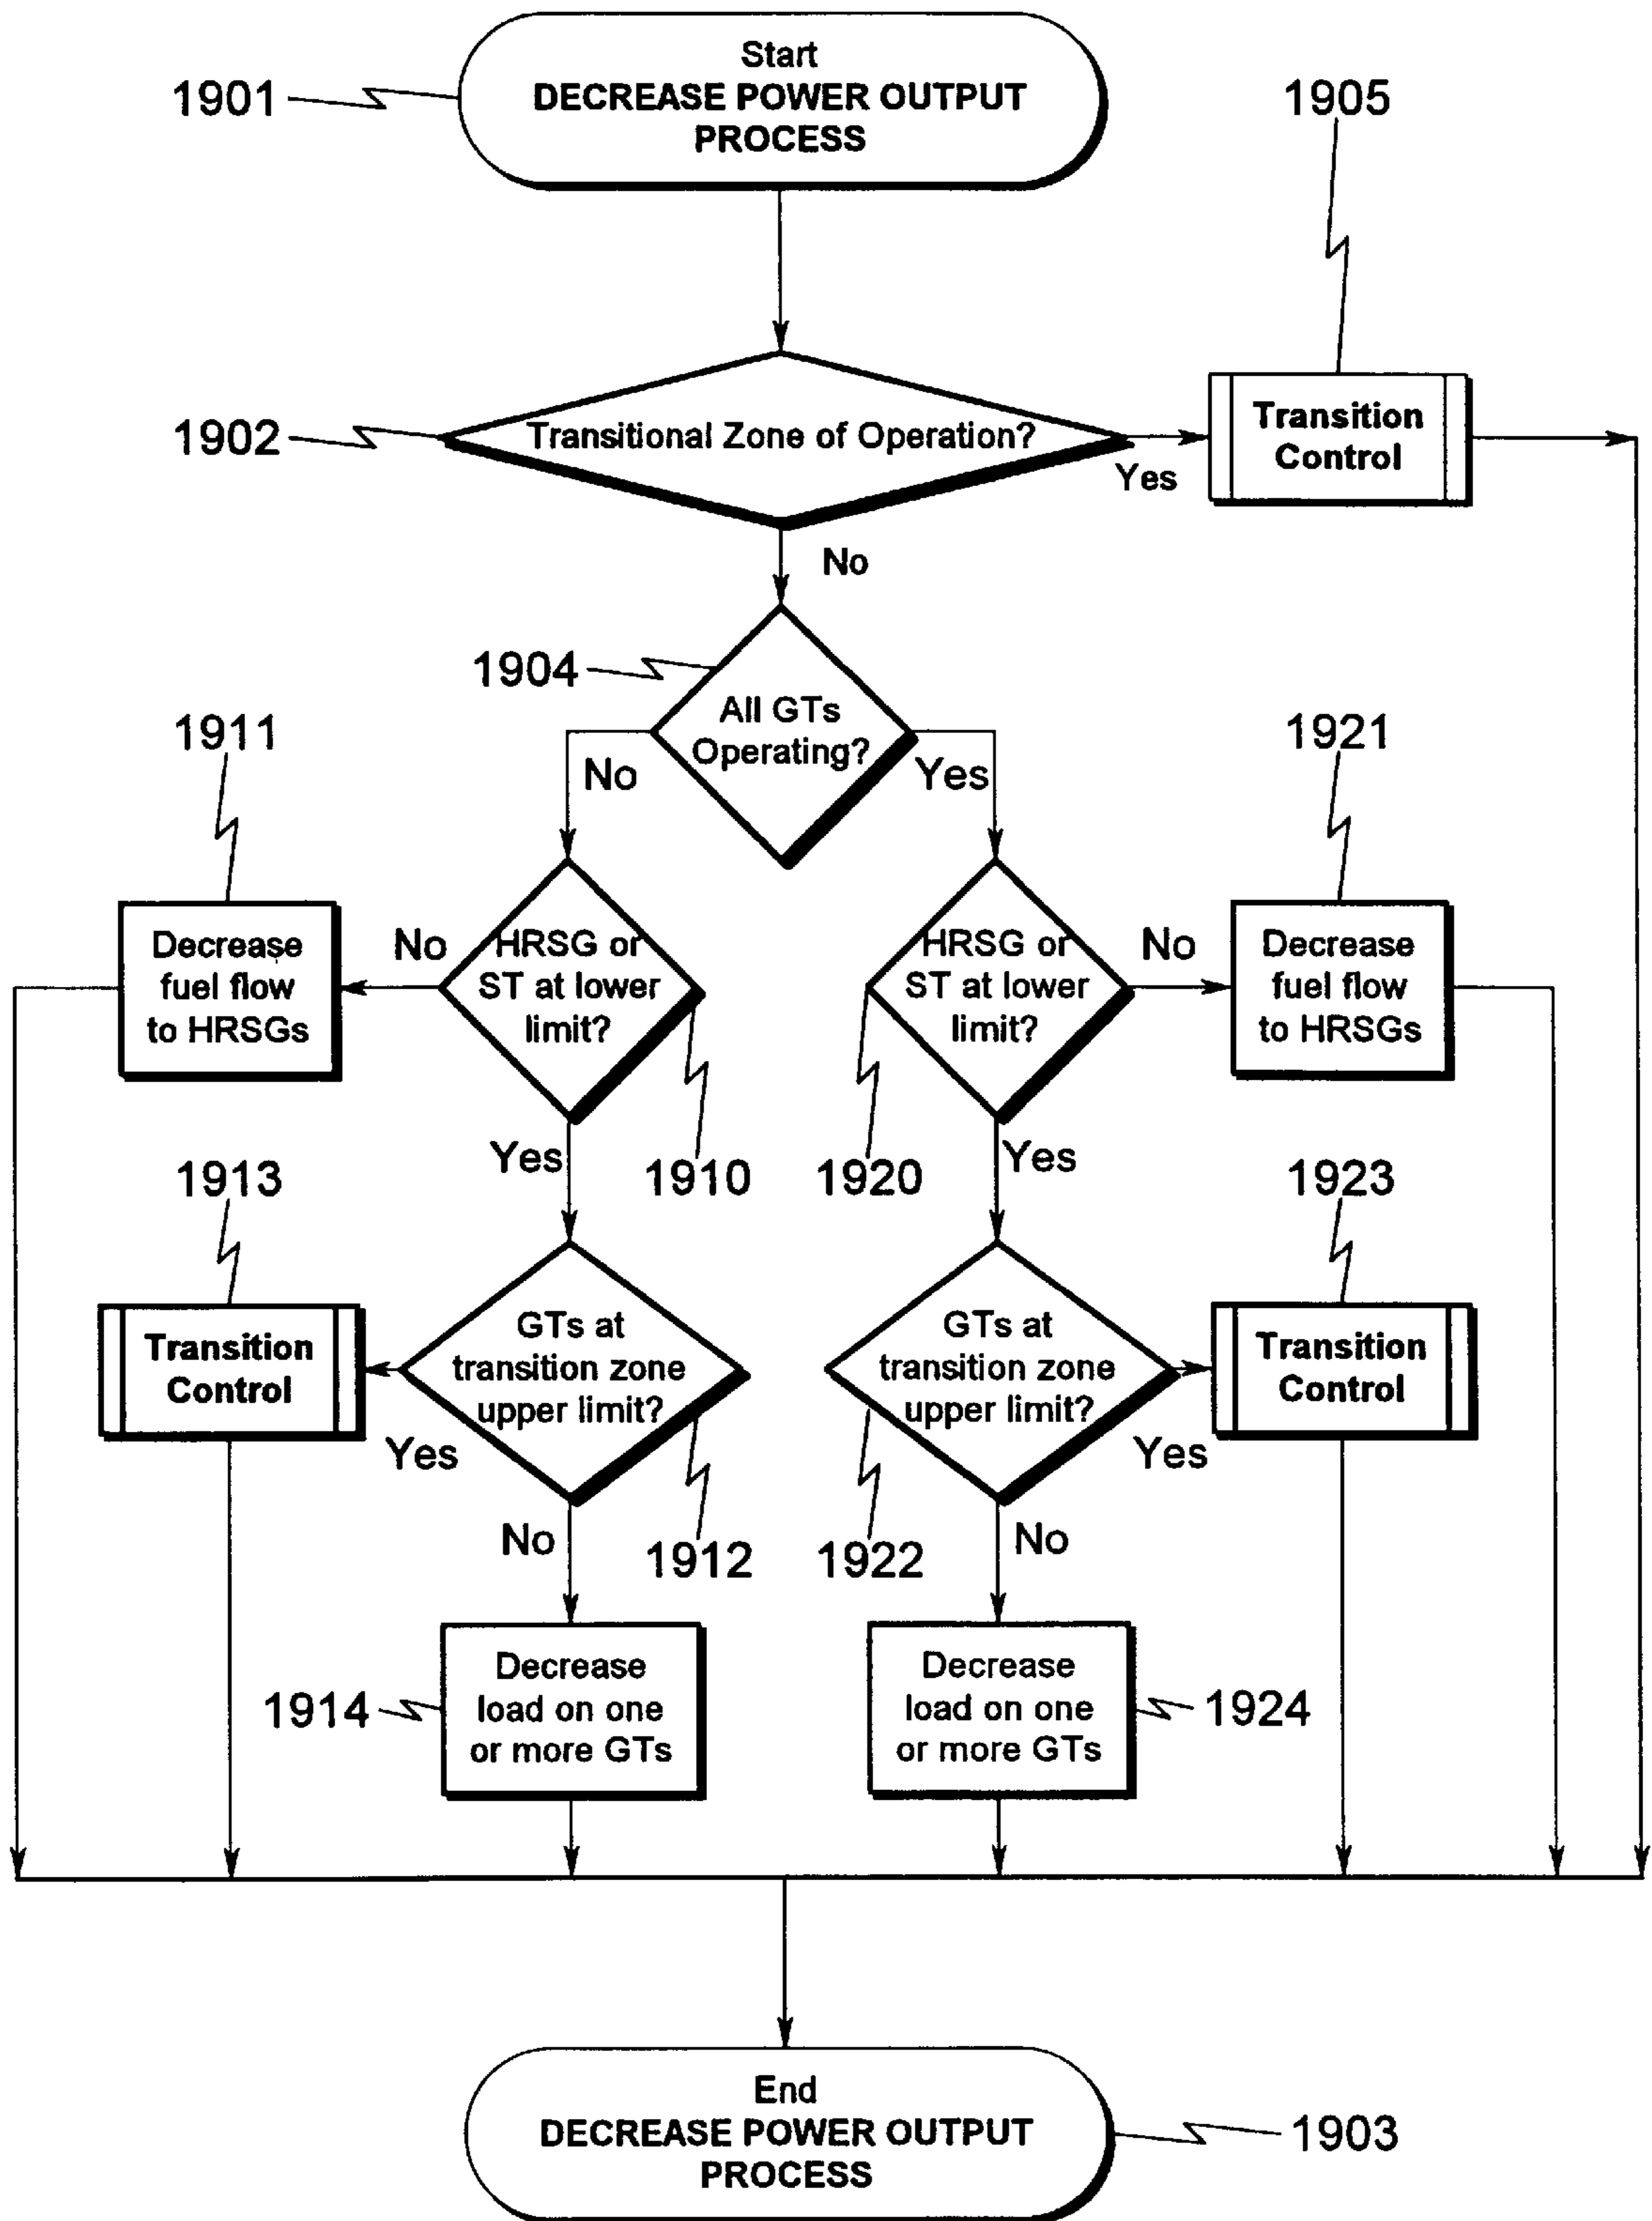 Start
DECREASE POWER OUTPUT
PROCESS
1901
1905
1902
Transitional Zone of Operation?
Yes
Transition
Control
No
1904
All GTs
Operating?
No
Yes
1911
1921
Decrease
fuel flow
to HRSGs
No
HRSG or
ST at lower
limit?
HRSG or
ST at lower
limit?
No
Decrease
fuel flow
to HRSGs
Yes
1910
1920
Yes
1913
1923
Transition
Control
Yes
GTs at
transition zone
upper limit?
GTs at
transition zone
upper limit?
Yes
Transition
Control
No
1912
1922
No
1914
Decrease
load on one
or more GTs
Decrease
load on one
or more GTs
1924
End
DECREASE POWER OUTPUT
PROCESS
1903